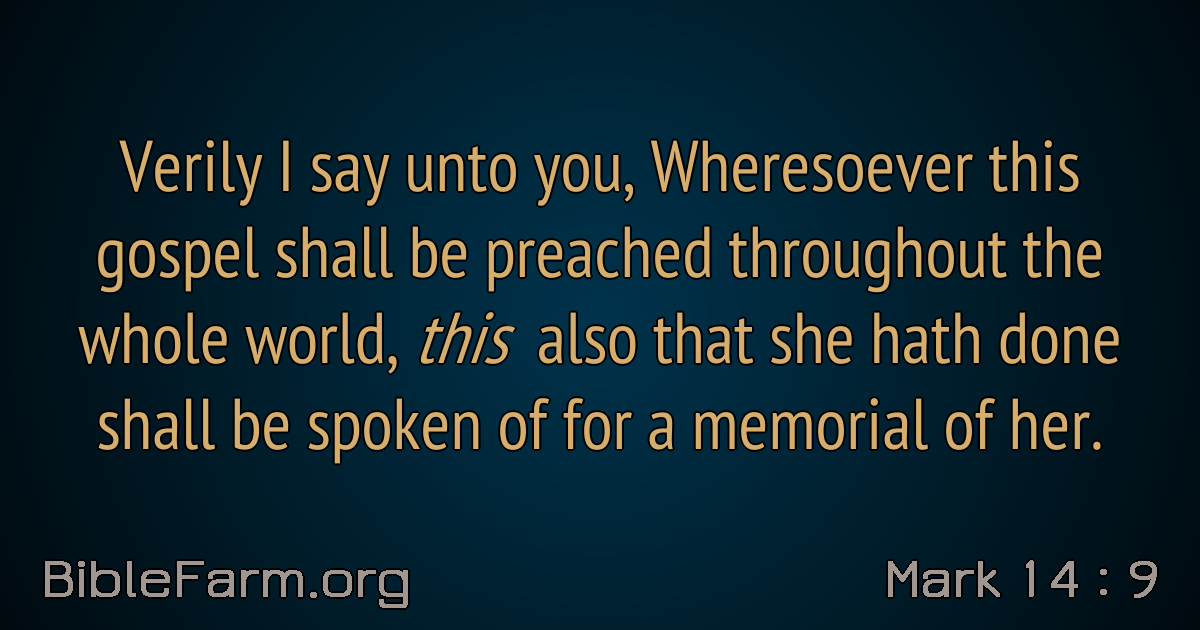 Verily I say unto you, Wheresoever this
gospel shall be preached throughout the
whole world, this also that she hath done
shall be spoken of for a memorial of her.
BibleFarm.org
Mark 14 : 9